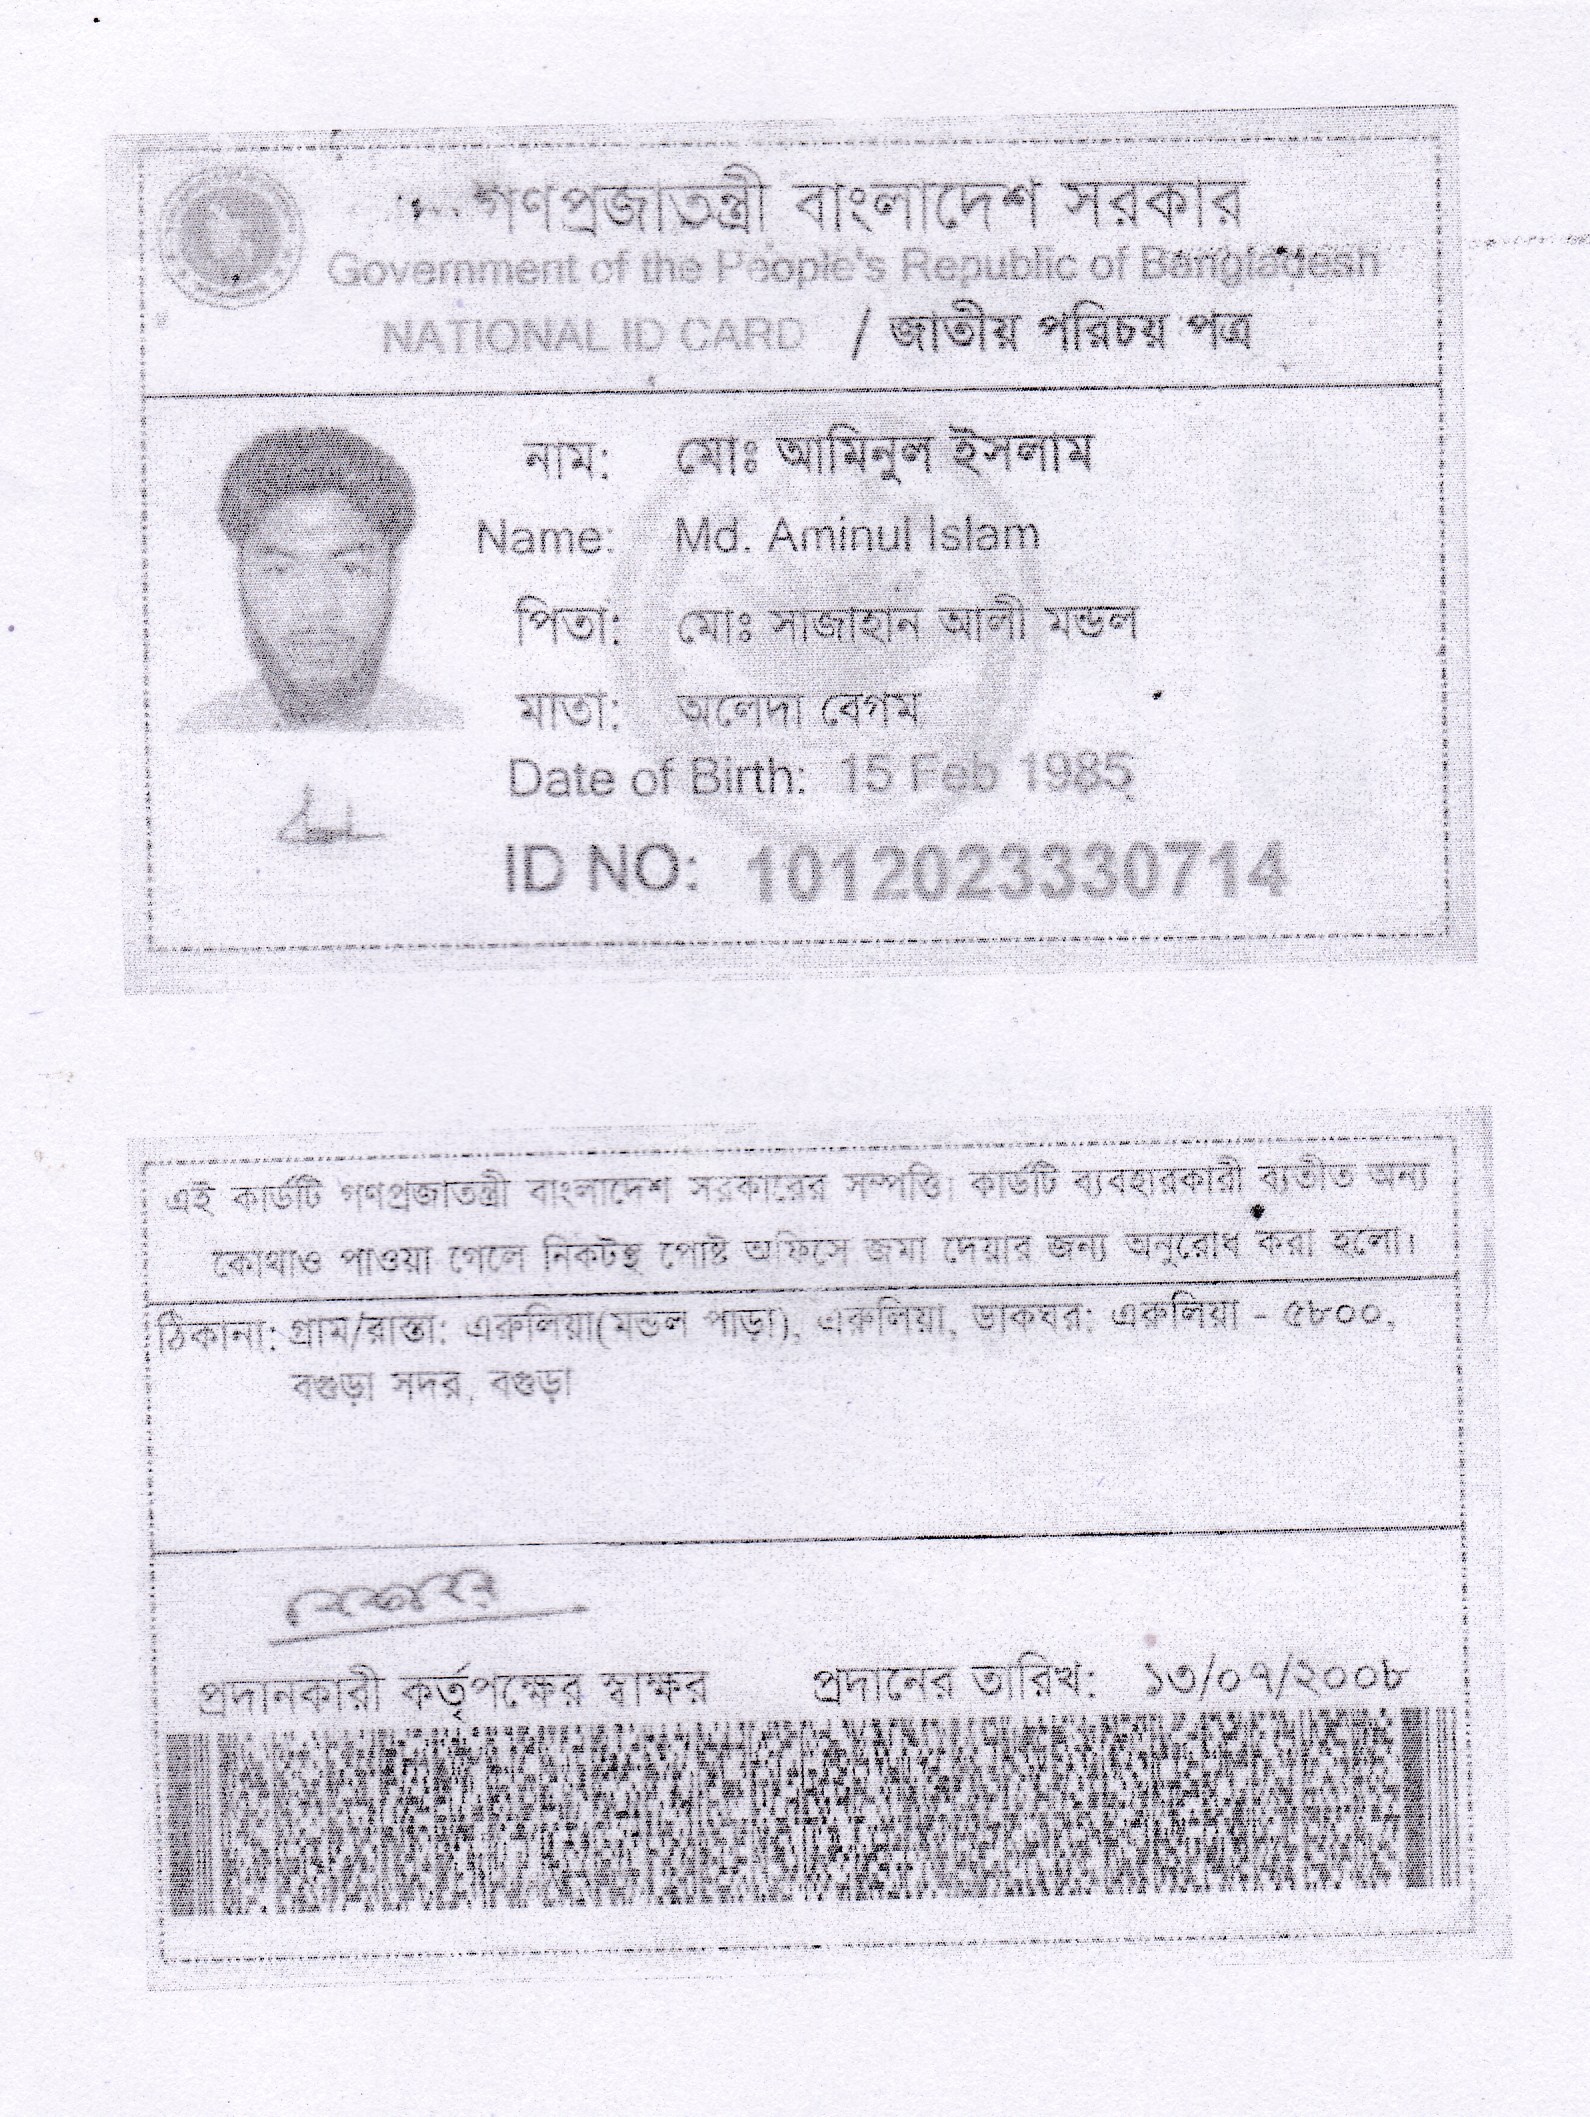 গণপ্রজাতন্ত্রী বাংলাদেশ সরকার
Government of the People's Republic of Bangladesh
NATIONAL ID CARD / জাতীয় পরিচয় পত্র
নাম: মোঃ আমিনুল ইসলাম
Name: Md. Aminul Islam
পিতা: মোঃ সাজাহান আলী মন্ডল
মাতা: অলেদা বেগম
Date of Birth: 15 Feb 1985
ID NO: 1012023330714
এই কার্ডটি গণপ্রজাতন্ত্রী বাংলাদেশ সরকারের সম্পত্তি। কার্ডটি ব্যবহারকারী ব্যতীত অন্য
কোথাও পাওয়া গেলে নিকটস্থ পোষ্ট অফিসে জমা দেয়ার জন্য অনুরোধ করা হলো।
ঠিকানা: গ্রাম/রাস্তা: এরুলিয়া(মন্ডল পাড়া), এরুলিয়া, ডাকঘর: এরুলিয়া - ৫৮০০,
বগুড়া সদর, বগুড়া
প্রদানকারী কর্তৃপক্ষের স্বাক্ষর প্রদানের তারিখ: ১৩/০৭/২০০৮